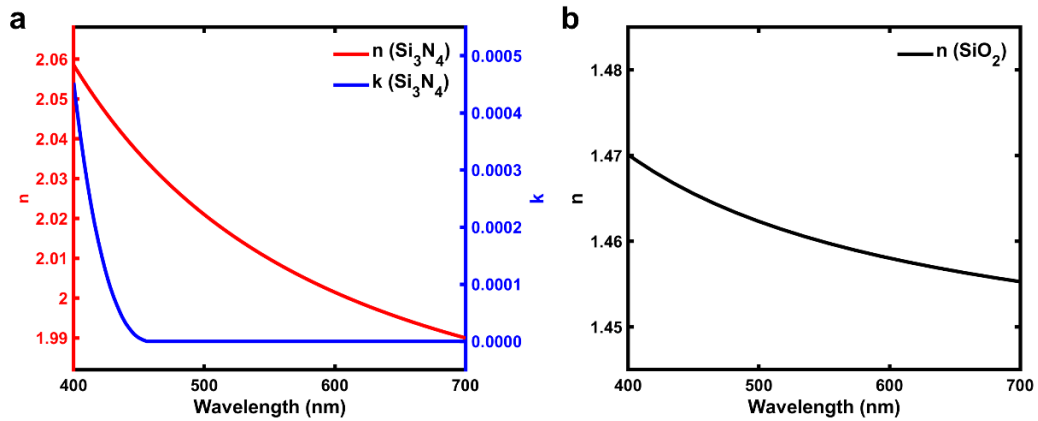 a
n (Si₃N₄)
k (Si₃N₄)
2.06
2.05
2.04
2.03
2.02
2.01
2
1.99
n
0.0005
0.0004
0.0003
0.0002
0.0001
0.0000
k
400
500
600
700
Wavelength (nm)
b
n (SiO₂)
1.48
1.47
1.46
1.45
n
400
500
600
700
Wavelength (nm)